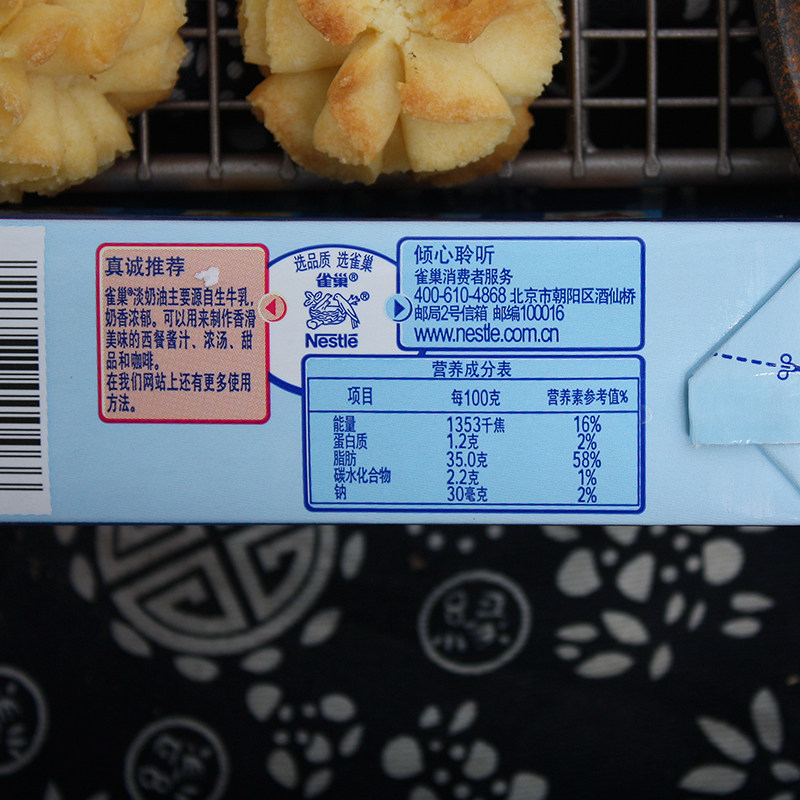 真诚推荐
雀巢®淡奶油主要源自生牛乳，
奶香浓郁。可以用来制作香滑
美味的西餐酱汁、浓汤、甜
品和咖啡。
在我们网站上还有更多使用
方法。
选品质 选雀巢
雀巢®
®
Nestlé
倾心聆听
雀巢消费者服务
400-610-4868 北京市朝阳区酒仙桥
邮局2号信箱 邮编100016
www.nestle.com.cn
营养成分表
项目 每100克 营养素参考值%
能量 1353千焦 16%
蛋白质 1.2克 2%
脂肪 35.0克 58%
碳水化合物 2.2克 1%
钠 30毫克 2%